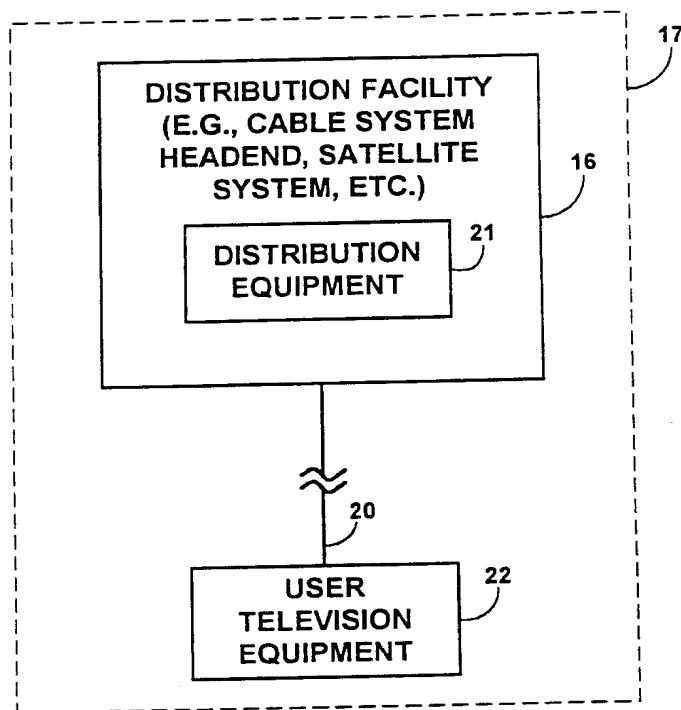 17
DISTRIBUTION FACILITY
(E.G., CABLE SYSTEM
HEADEND, SATELLITE
SYSTEM, ETC.)
16
DISTRIBUTION
EQUIPMENT
21
20
USER
TELEVISION
EQUIPMENT
22